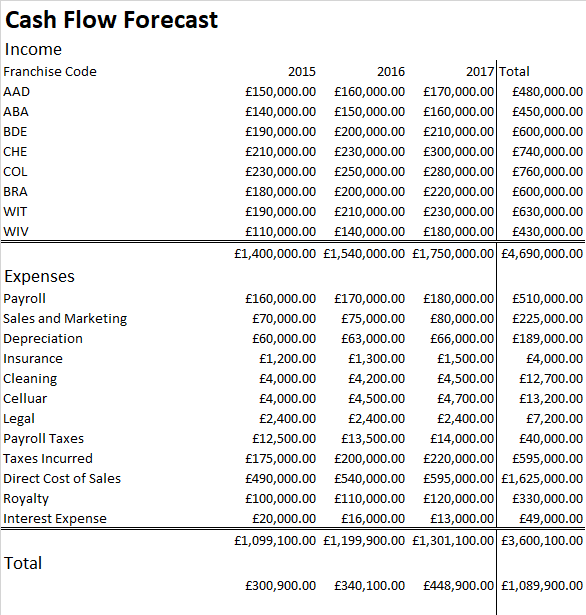 Cash Flow Forecast
Income
Franchise Code 2015 2016 2017 Total
AAD £150,000.00 £160,000.00 £170,000.00 £480,000.00
ABA £140,000.00 £150,000.00 £160,000.00 £450,000.00
BDE £190,000.00 £200,000.00 £210,000.00 £600,000.00
CHE £210,000.00 £230,000.00 £300,000.00 £740,000.00
COL £230,000.00 £250,000.00 £280,000.00 £760,000.00
BRA £180,000.00 £200,000.00 £220,000.00 £600,000.00
WIT £190,000.00 £210,000.00 £230,000.00 £630,000.00
WIV £110,000.00 £140,000.00 £180,000.00 £430,000.00
£1,400,000.00 £1,540,000.00 £1,750,000.00 £4,690,000.00
Expenses
Payroll £160,000.00 £170,000.00 £180,000.00 £510,000.00
Sales and Marketing £70,000.00 £75,000.00 £80,000.00 £225,000.00
Depreciation £60,000.00 £63,000.00 £66,000.00 £189,000.00
Insurance £1,200.00 £1,300.00 £1,500.00 £4,000.00
Cleaning £4,000.00 £4,200.00 £4,500.00 £12,700.00
Celluar £4,000.00 £4,500.00 £4,700.00 £13,200.00
Legal £2,400.00 £2,400.00 £2,400.00 £7,200.00
Payroll Taxes £12,500.00 £13,500.00 £14,000.00 £40,000.00
Taxes Incurred £175,000.00 £200,000.00 £220,000.00 £595,000.00
Direct Cost of Sales £490,000.00 £540,000.00 £595,000.00 £1,625,000.00
Royalty £100,000.00 £110,000.00 £120,000.00 £330,000.00
Interest Expense £20,000.00 £16,000.00 £13,000.00 £49,000.00
£1,099,100.00 £1,199,900.00 £1,301,100.00 £3,600,100.00
Total
£300,900.00 £340,100.00 £448,900.00 £1,089,900.00